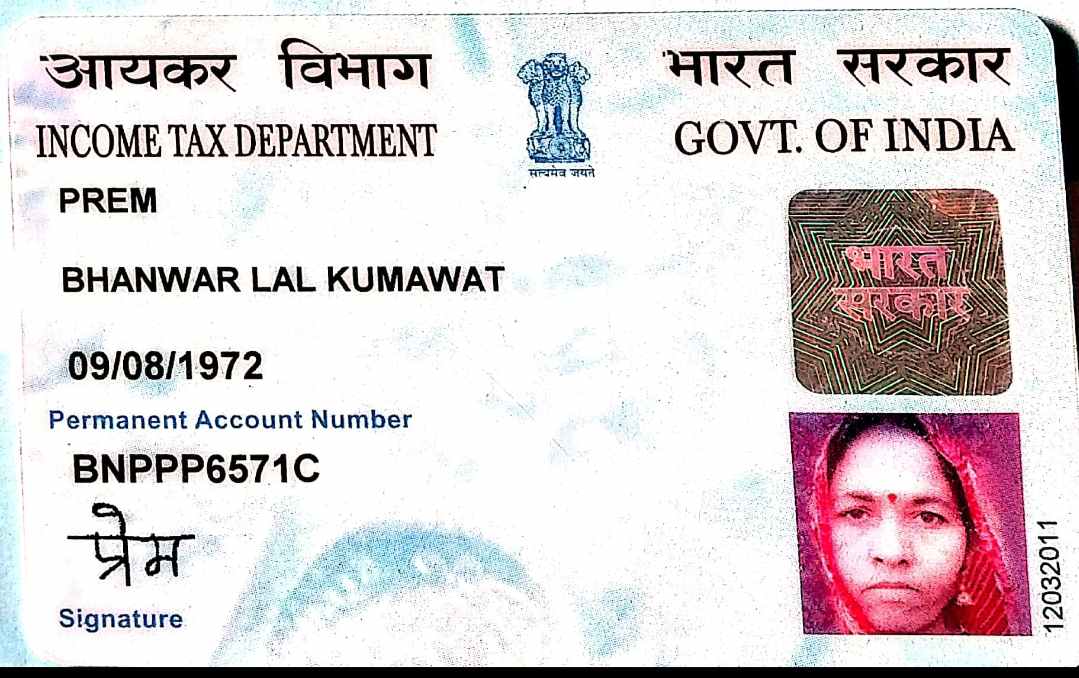 आयकर विभाग
INCOME TAX DEPARTMENT
सत्यमेव जयते
भारत सरकार
GOVT. OF INDIA
PREM
BHANWAR LAL KUMAWAT
09/08/1972
Permanent Account Number
BNPPP6571C
प्रेम
Signature
भारत
सरकार
12032011